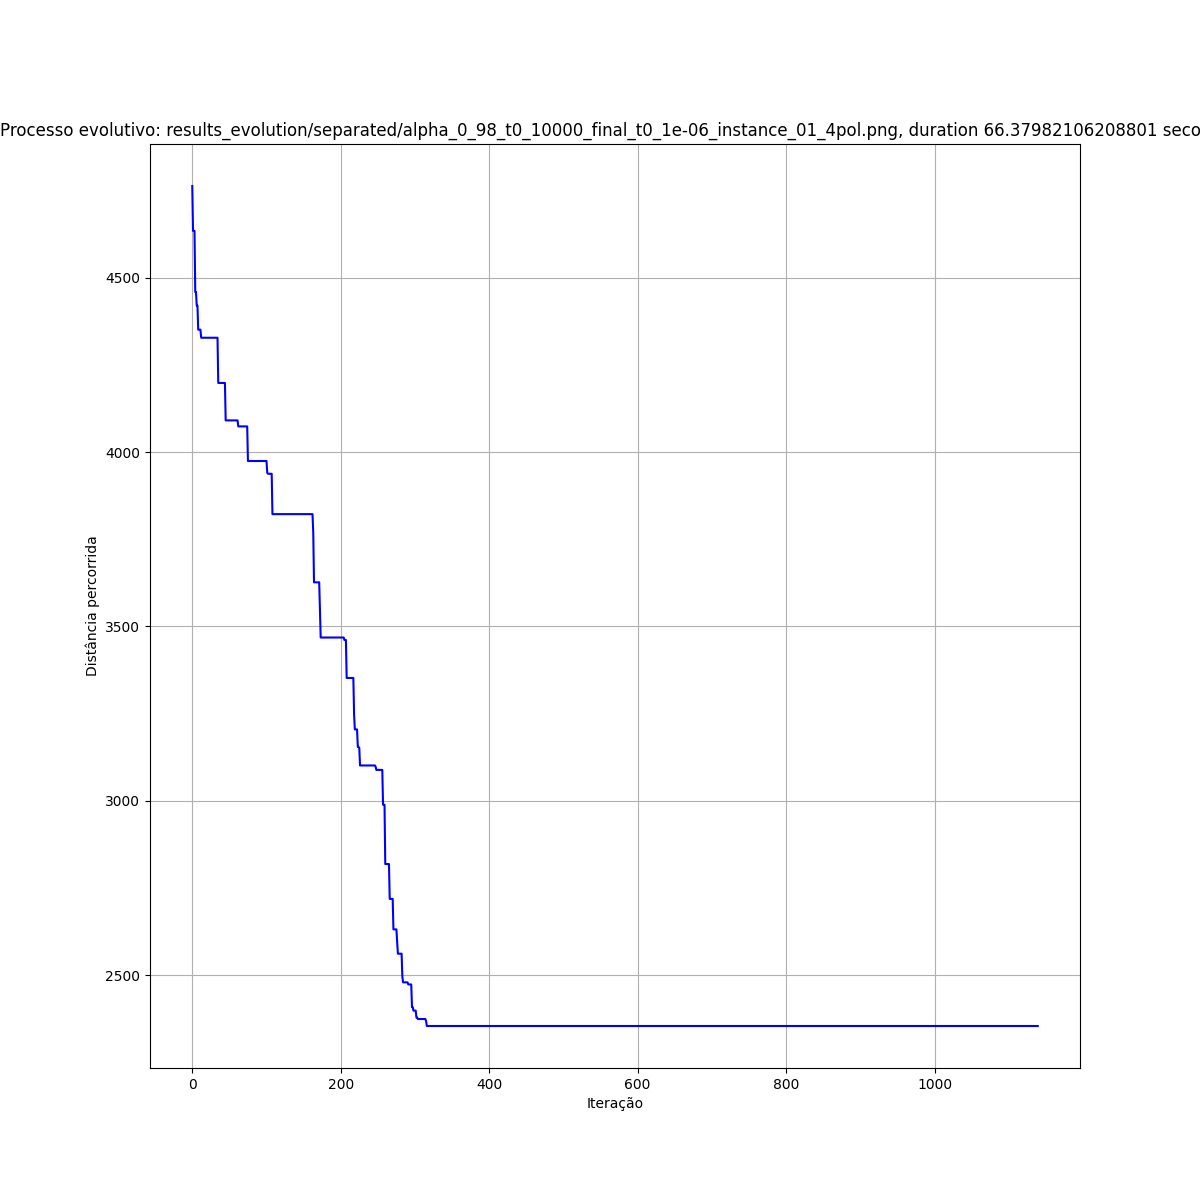 Processo evolutivo: results_evolution/separated/alpha_0_98_t0_10000_final_t0_1e-06_instance_01_4pol.png, duration 66.37982106208801 seco
4500
4000
3500
3000
2500
Distância percorrida
0 200 400 600 800 1000
Iteração